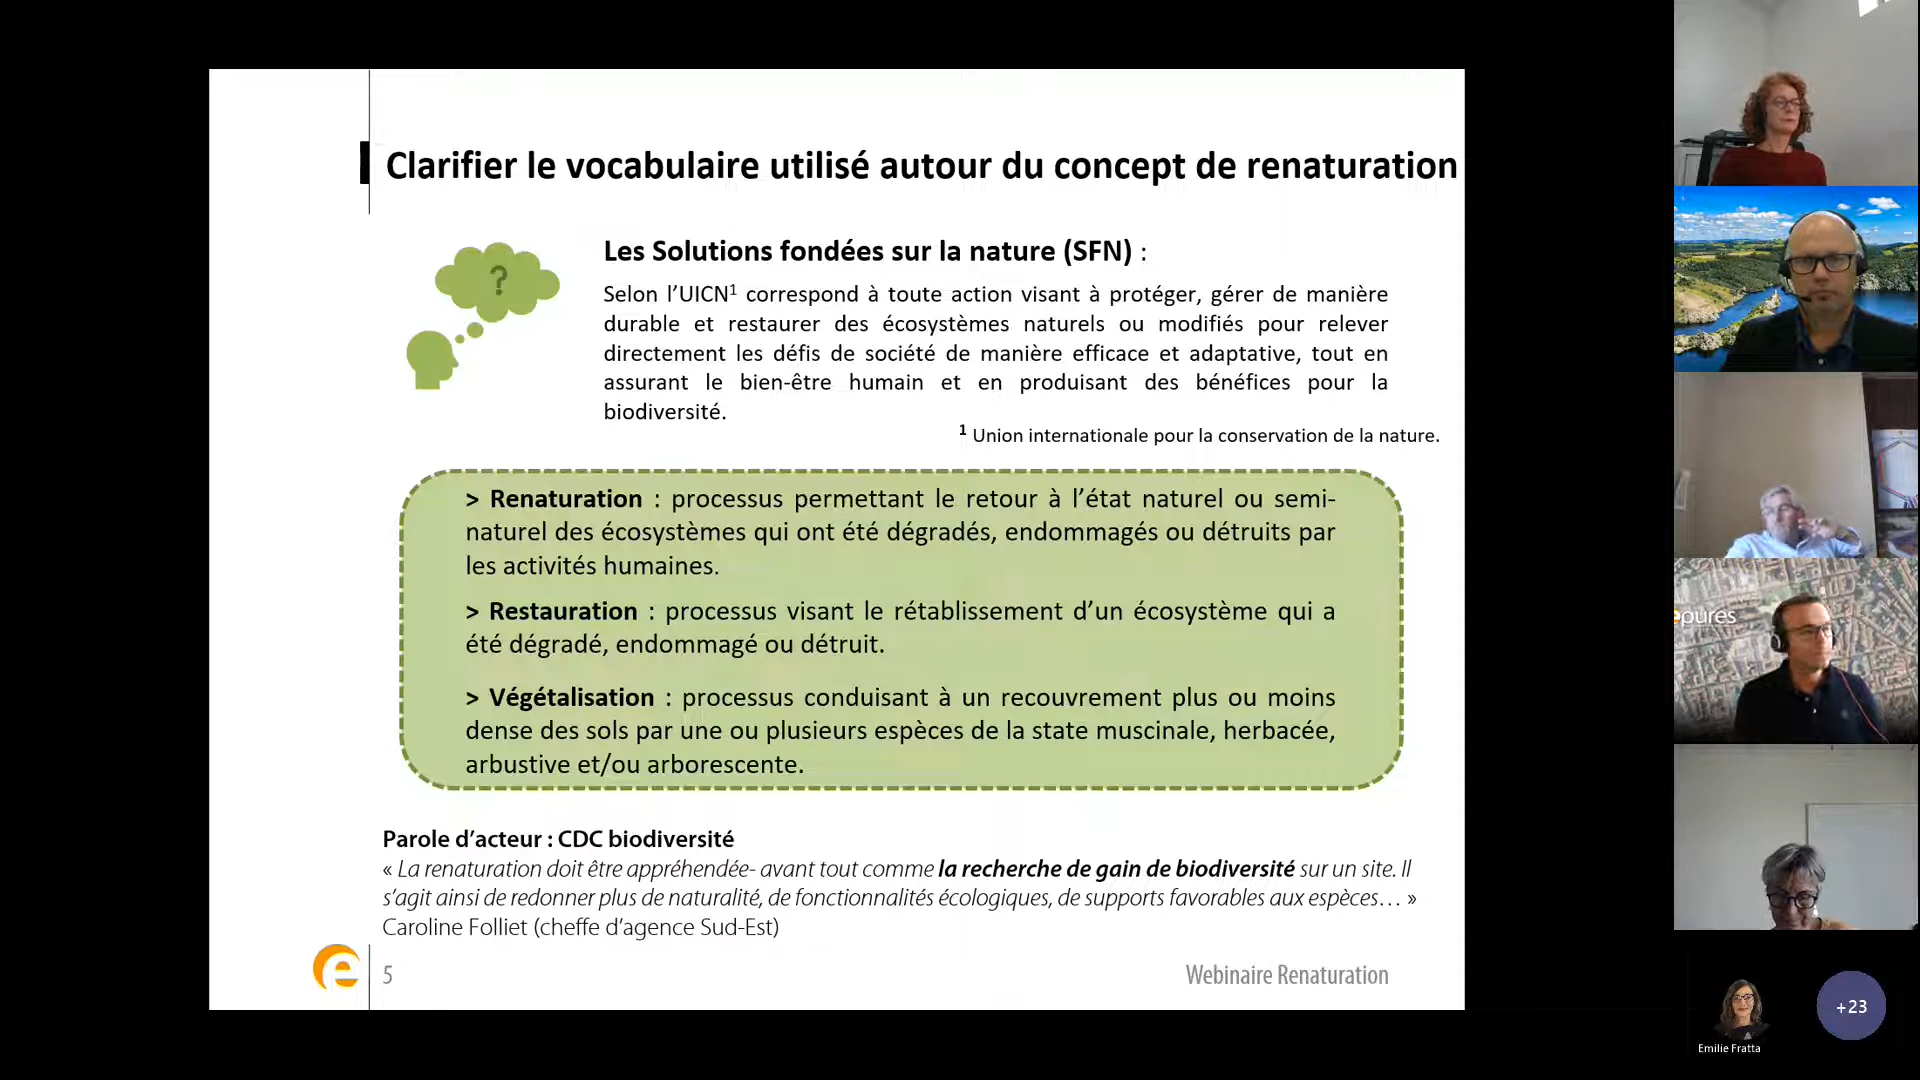 Clarifier le vocabulaire utilisé autour du concept de renaturation
?
Les Solutions fondées sur la nature (SFN) :
Selon l’UICN¹ correspond à toute action visant à protéger, gérer de manière
durable et restaurer des écosystèmes naturels ou modifiés pour relever
directement les défis de société de manière efficace et adaptative, tout en
assurant le bien-être humain et en produisant des bénéfices pour la
biodiversité.
¹ Union internationale pour la conservation de la nature.
> Renaturation : processus permettant le retour à l’état naturel ou semi-
naturel des écosystèmes qui ont été dégradés, endommagés ou détruits par
les activités humaines.
> Restauration : processus visant le rétablissement d’un écosystème qui a
été dégradé, endommagé ou détruit.
> Végétalisation : processus conduisant à un recouvrement plus ou moins
dense des sols par une ou plusieurs espèces de la state muscinale, herbacée,
arbustive et/ou arborescente.
Parole d’acteur : CDC biodiversité
« La renaturation doit être appréhendée- avant tout comme la recherche de gain de biodiversité sur un site. Il
s’agit ainsi de redonner plus de naturalité, de fonctionnalités écologiques, de supports favorables aux espèces… »
Caroline Folliet (cheffe d’agence Sud-Est)
e
5
Webinaire Renaturation
epures
+23
Emilie Fratta